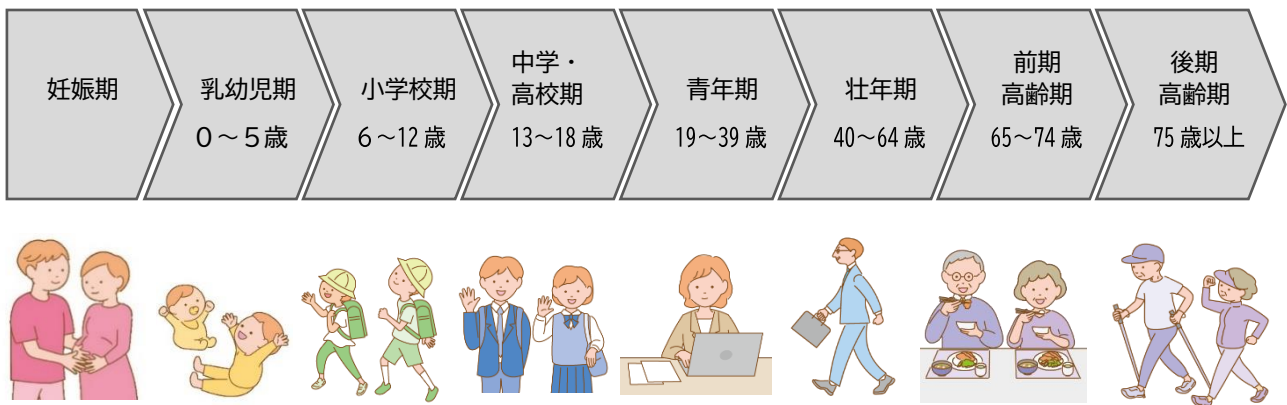 妊娠期
乳幼児期
０～５歳
小学校期
６～12 歳
中学・
高校期
13～18 歳
青年期
19～39 歳
壮年期
40～64 歳
前期
高齢期
65～74 歳
後期
高齢期
75 歳以上